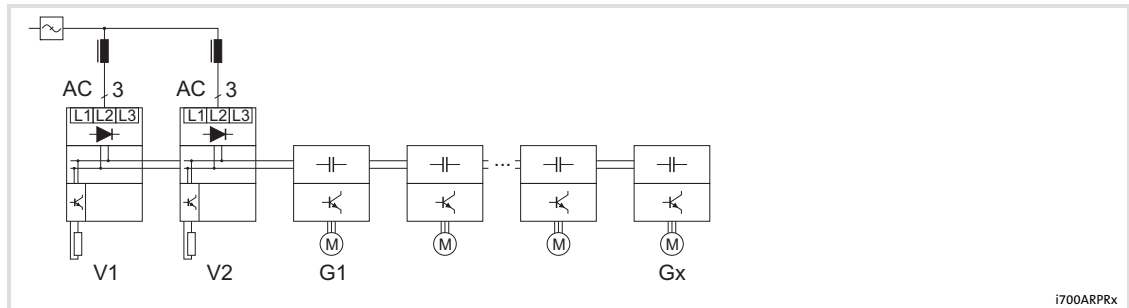 AC 3 AC 3
L1 L2 L3 L1 L2 L3
...
M M M M
V1 V2 G1 Gx
i700ARPRx